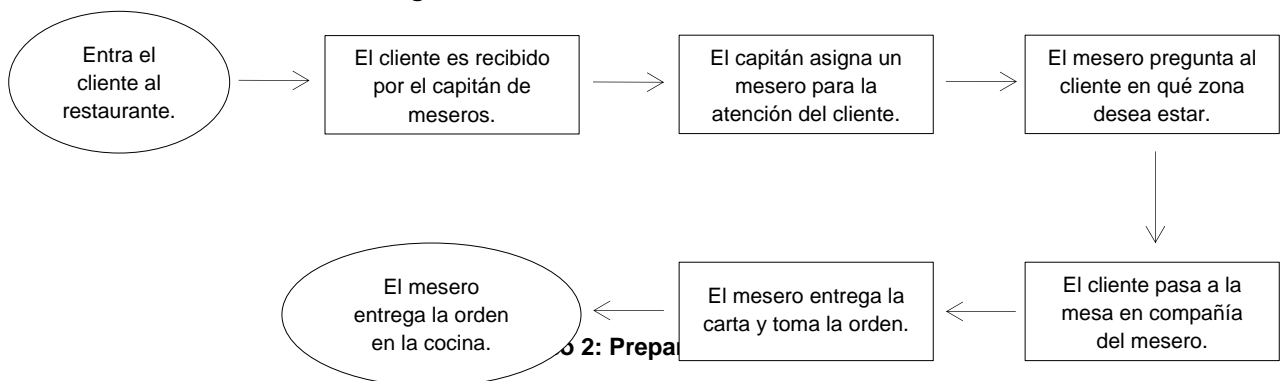 Entra el
cliente al
restaurante.
El cliente es recibido
por el capitán de
meseros.
El capitán asigna un
mesero para la
atención del cliente.
El mesero pregunta al
cliente en qué zona
desea estar.
El cliente pasa a la
mesa en compañía
del mesero.
El mesero entrega la
carta y toma la orden.
El mesero
entrega la orden
en la cocina.
2: